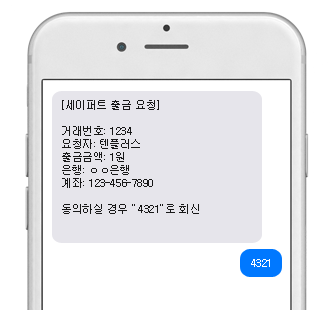 [세이퍼트 출금 요청]
거래번호: 1234
요청자: 텐플러스
출금금액: 1원
은행: ㅇㅇ은행
계좌: 123-456-7890
동의하실 경우 "4321"로 회신
4321